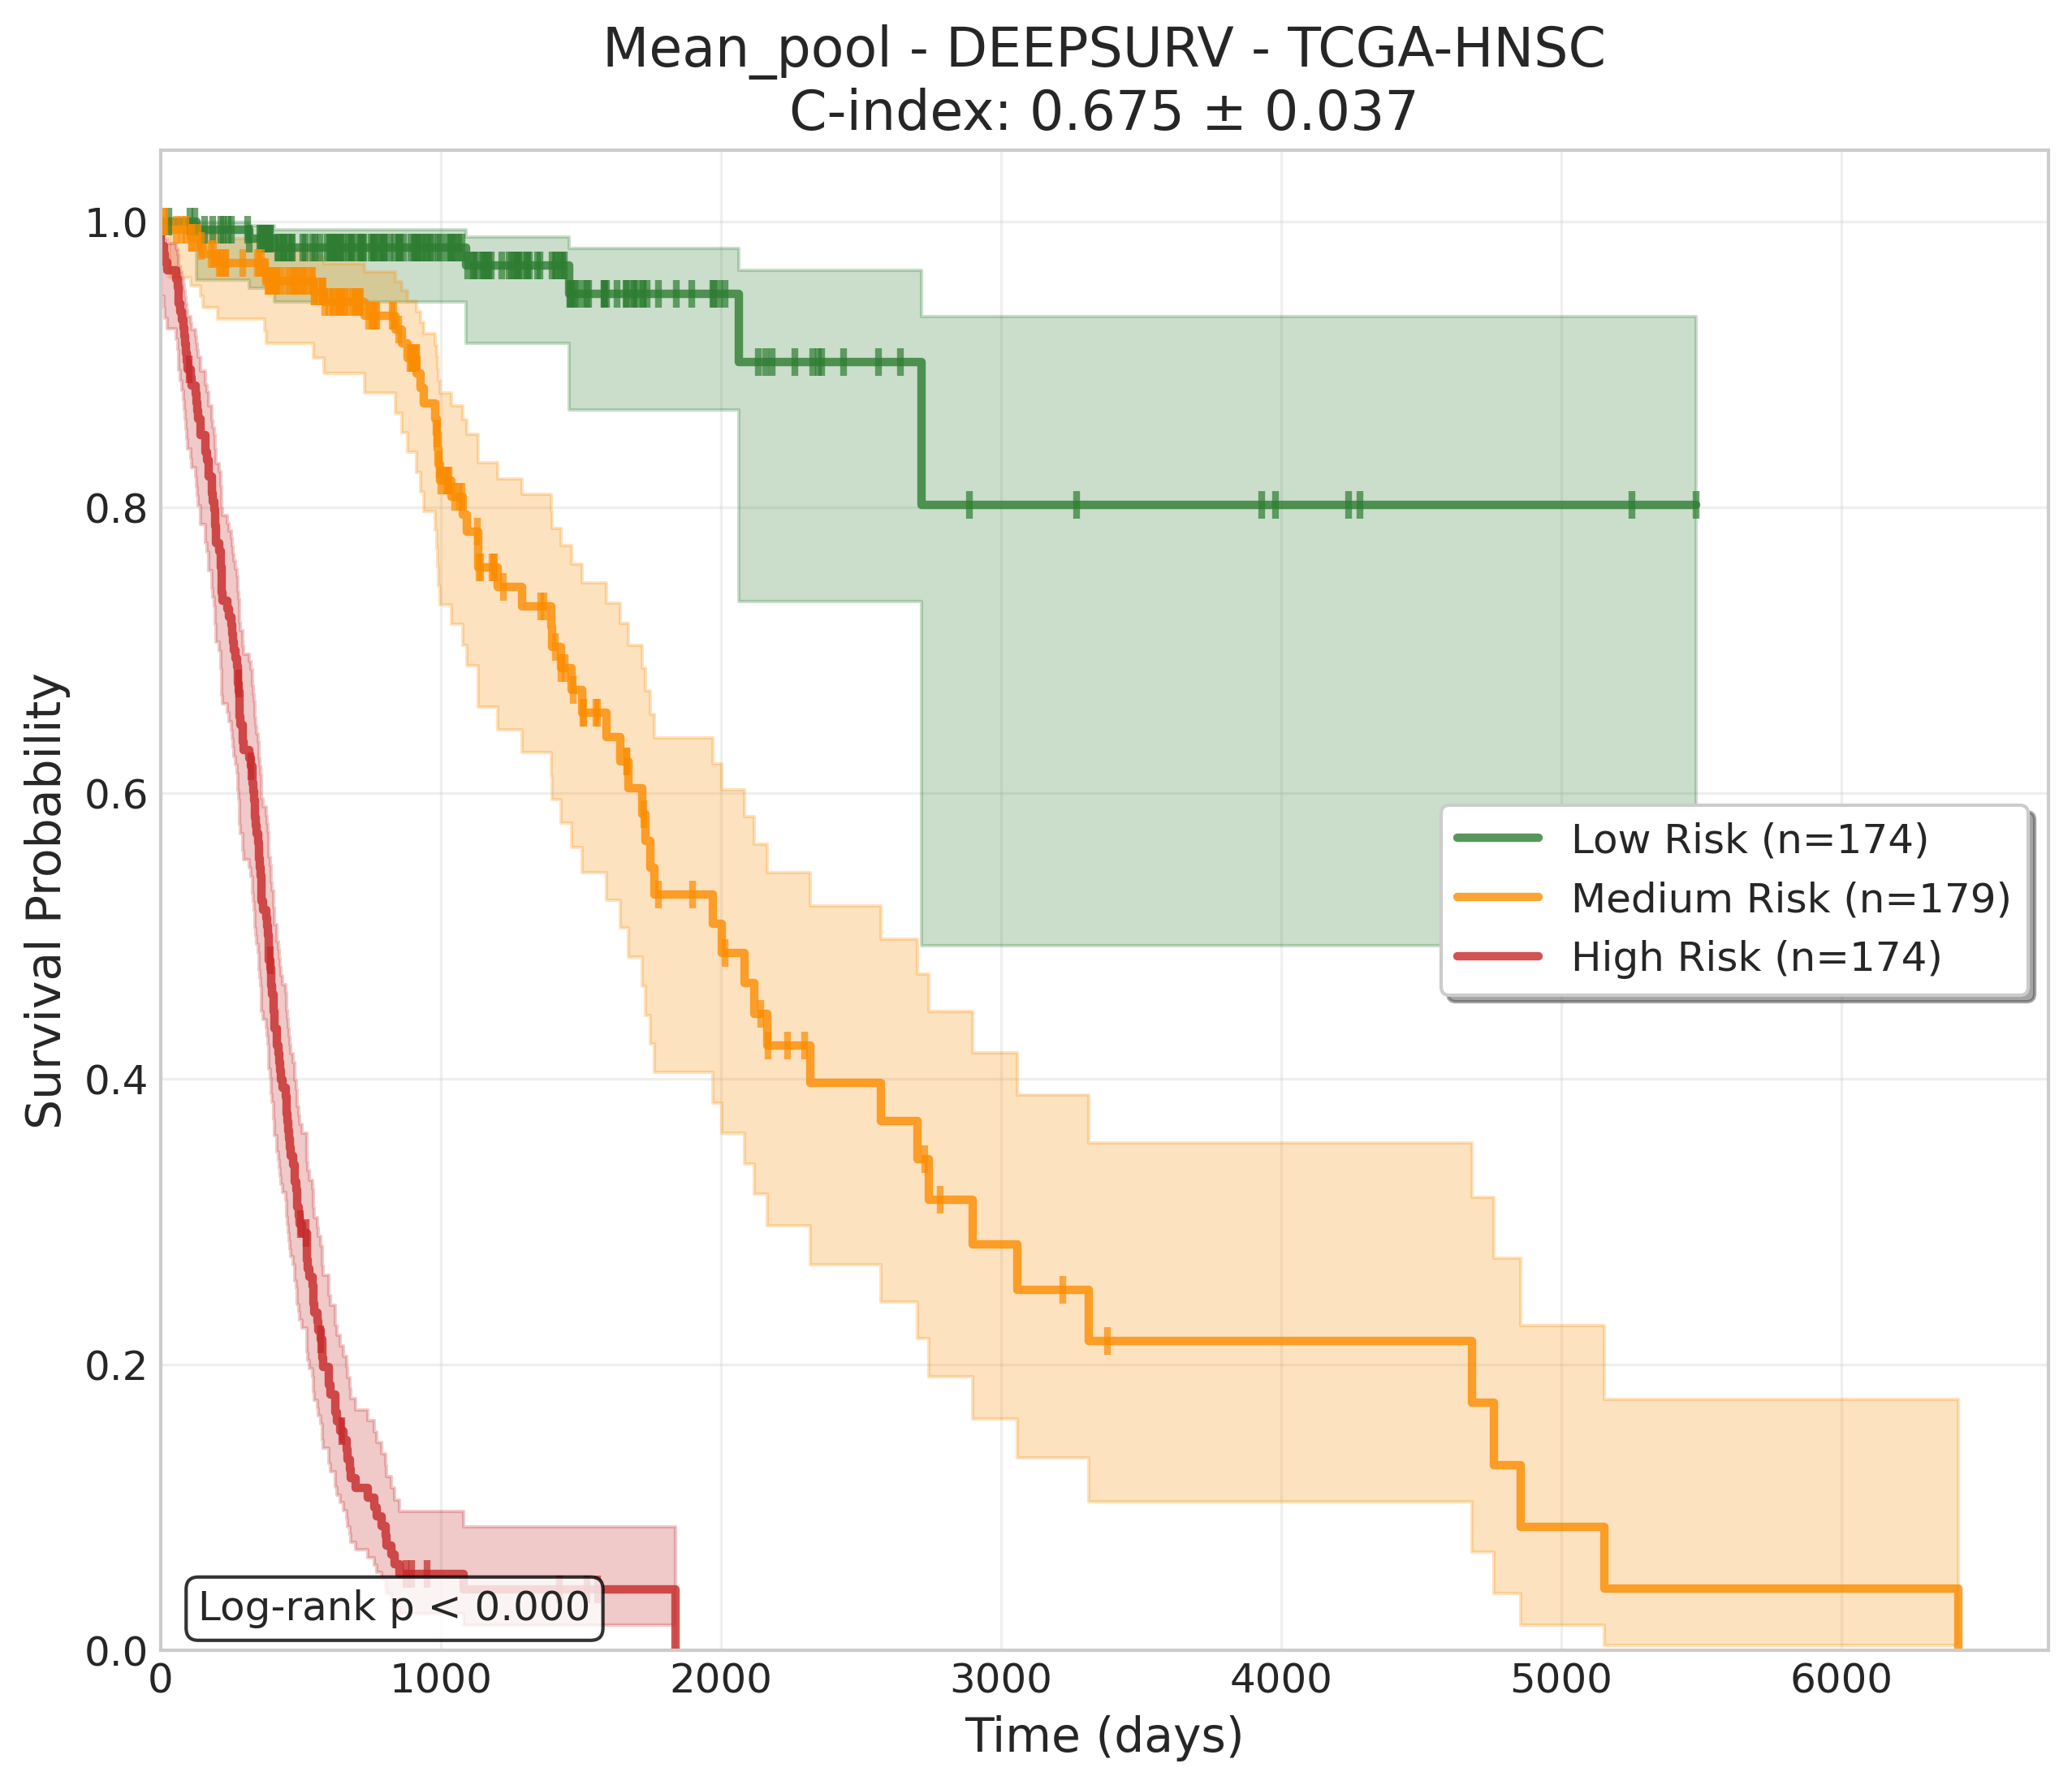 Mean_pool - DEEPSURV - TCGA-HNSC
C-index: 0.675 ± 0.037
Survival Probability
1.0
0.8
0.6
0.4
0.2
0.0
Low Risk (n=174)
Medium Risk (n=179)
High Risk (n=174)
Log-rank p < 0.000
0 1000 2000 3000 4000 5000 6000
Time (days)